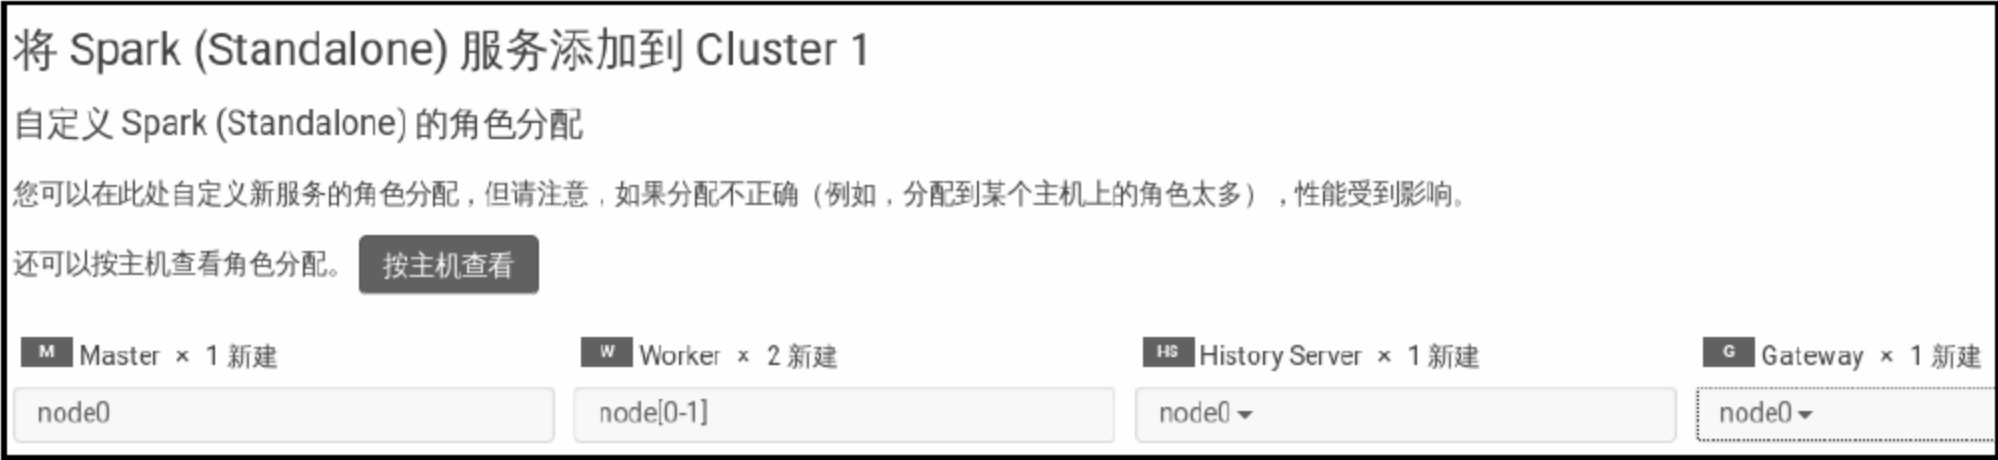 将 Spark (Standalone) 服务添加到 Cluster 1
自定义 Spark (Standalone) 的角色分配
您可以在此处自定义新服务的角色分配，但请注意，如果分配不正确（例如，分配到某个主机上的角色太多），性能受到影响。
还可以按主机查看角色分配。 按主机查看
M Master × 1 新建 W Worker × 2 新建 HS History Server × 1 新建 G Gateway × 1 新建
node0 node[0-1] node0 node0